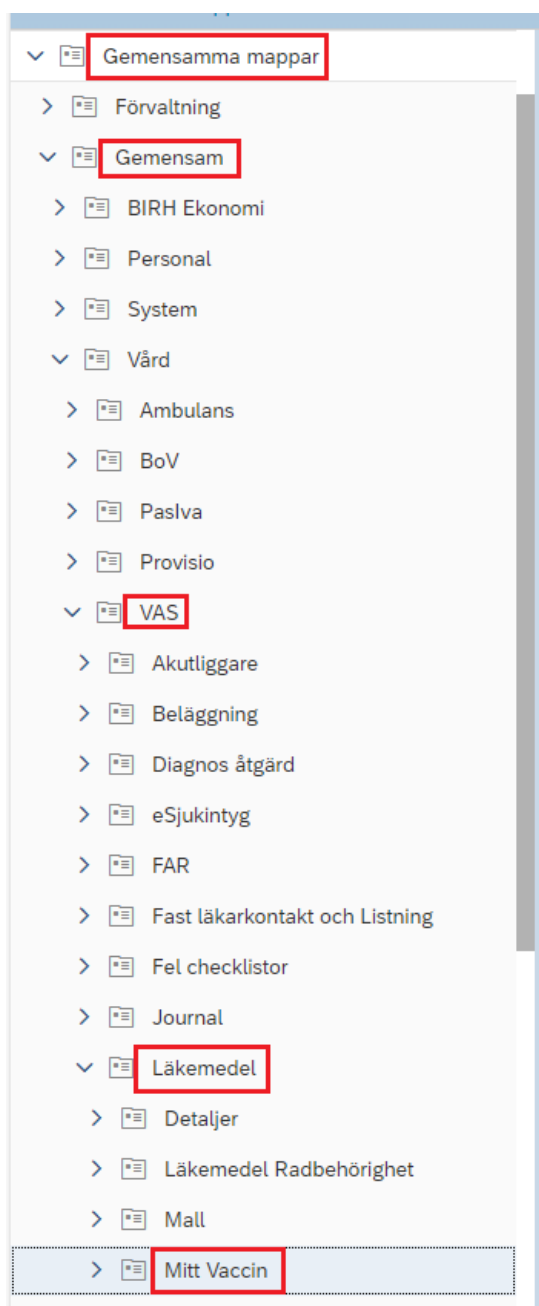 Gemensamma mappar
Förvaltning
Gemensam
BIRH Ekonomi
Personal
System
Vård
Ambulans
BoV
PasIva
Provisio
VAS
Akutliggare
Beläggning
Diagnos åtgärd
eSjukintyg
FAR
Fast läkarkontakt och Listning
Fel checklistor
Journal
Läkemedel
Detaljer
Läkemedel Radbehörighet
Mall
Mitt Vaccin